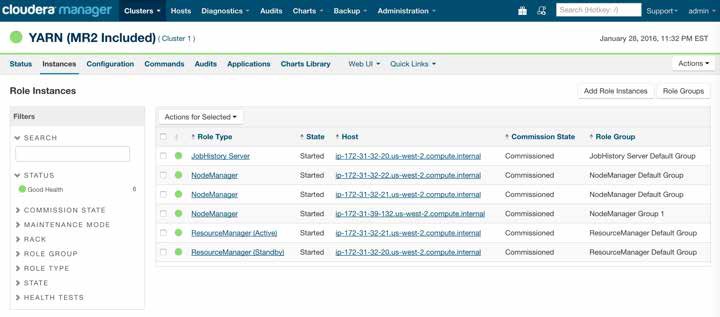 cloudera manager Clusters Hosts Diagnostics Audits Charts Backup Administration Search (Hotkey: /) Support admin
YARN (MR2 Included) (Cluster 1) January 28, 2016, 11:32 PM EST
Status Instances Configuration Commands Audits Applications Charts Library Web UI Quick Links Actions
Role Instances Add Role Instances Role Groups
Filters Actions for Selected
SEARCH Role Type State Host Commission State Role Group
JobHistory Server Started ip-172-31-32-20.us-west-2.compute.internal Commissioned JobHistory Server Default Group
NodeManager Started ip-172-31-32-22.us-west-2.compute.internal Commissioned NodeManager Default Group
STATUS
Good Health 6
NodeManager Started ip-172-31-32-21.us-west-2.compute.internal Commissioned NodeManager Default Group
COMMISSION STATE NodeManager Started ip-172-31-39-132.us-west-2.compute.internal Commissioned NodeManager Group 1
MAINTENANCE MODE
RACK ResourceManager (Active) Started ip-172-31-32-21.us-west-2.compute.internal Commissioned ResourceManager Default Group
ROLE GROUP ResourceManager (Standby) Started ip-172-31-32-20.us-west-2.compute.internal Commissioned ResourceManager Default Group
ROLE TYPE
STATE
HEALTH TESTS